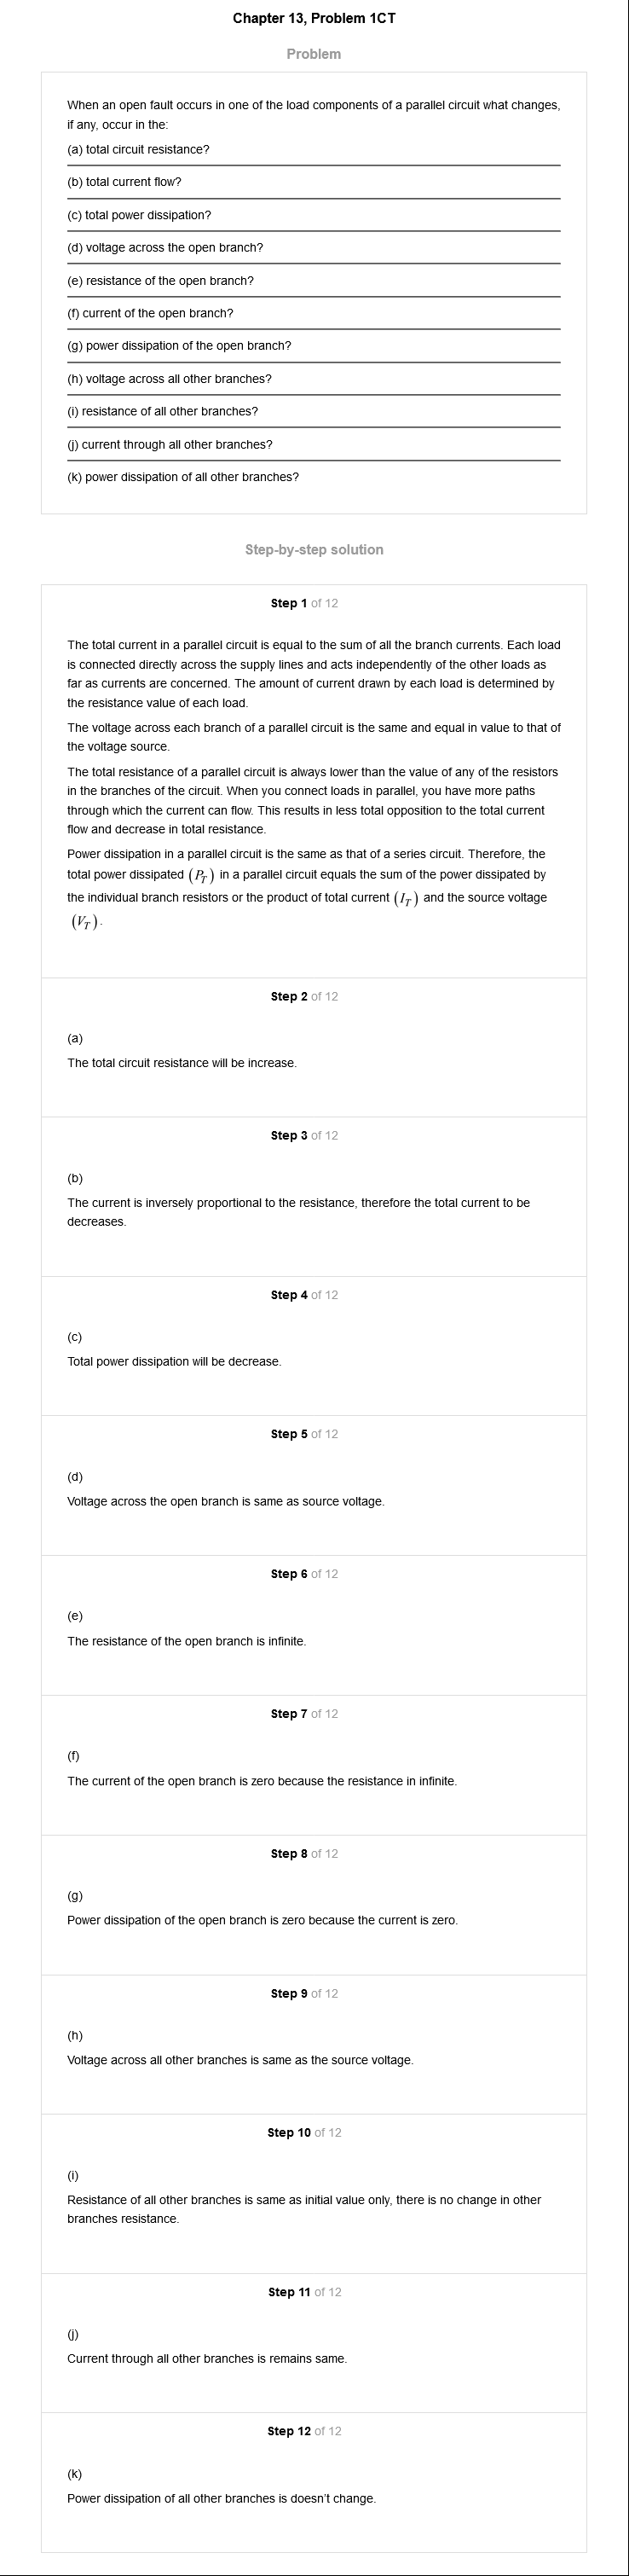 Chapter 13, Problem 1CT
Problem
When an open fault occurs in one of the load components of a parallel circuit what changes,
if any, occur in the:
(a) total circuit resistance?
(b) total current flow?
(c) total power dissipation?
(d) voltage across the open branch?
(e) resistance of the open branch?
(f) current of the open branch?
(g) power dissipation of the open branch?
(h) voltage across all other branches?
(i) resistance of all other branches?
(j) current through all other branches?
(k) power dissipation of all other branches?
Step-by-step solution
Step 1 of 12
The total current in a parallel circuit is equal to the sum of all the branch currents. Each load
is connected directly across the supply lines and acts independently of the other loads as
far as currents are concerned. The amount of current drawn by each load is determined by
the resistance value of each load.
The voltage across each branch of a parallel circuit is the same and equal in value to that of
the voltage source.
The total resistance of a parallel circuit is always lower than the value of any of the resistors
in the branches of the circuit. When you connect loads in parallel, you have more paths
through which the current can flow. This results in less total opposition to the total current
flow and decrease in total resistance.
Power dissipation in a parallel circuit is the same as that of a series circuit. Therefore, the
total power dissipated (P_T) in a parallel circuit equals the sum of the power dissipated by
the individual branch resistors or the product of total current (I_T) and the source voltage
(V_T).
Step 2 of 12
(a)
The total circuit resistance will be increase.
Step 3 of 12
(b)
The current is inversely proportional to the resistance, therefore the total current to be
decreases.
Step 4 of 12
(c)
Total power dissipation will be decrease.
Step 5 of 12
(d)
Voltage across the open branch is same as source voltage.
Step 6 of 12
(e)
The resistance of the open branch is infinite.
Step 7 of 12
(f)
The current of the open branch is zero because the resistance in infinite.
Step 8 of 12
(g)
Power dissipation of the open branch is zero because the current is zero.
Step 9 of 12
(h)
Voltage across all other branches is same as the source voltage.
Step 10 of 12
(i)
Resistance of all other branches is same as initial value only, there is no change in other
branches resistance.
Step 11 of 12
(j)
Current through all other branches is remains same.
Step 12 of 12
(k)
Power dissipation of all other branches is doesn't change.